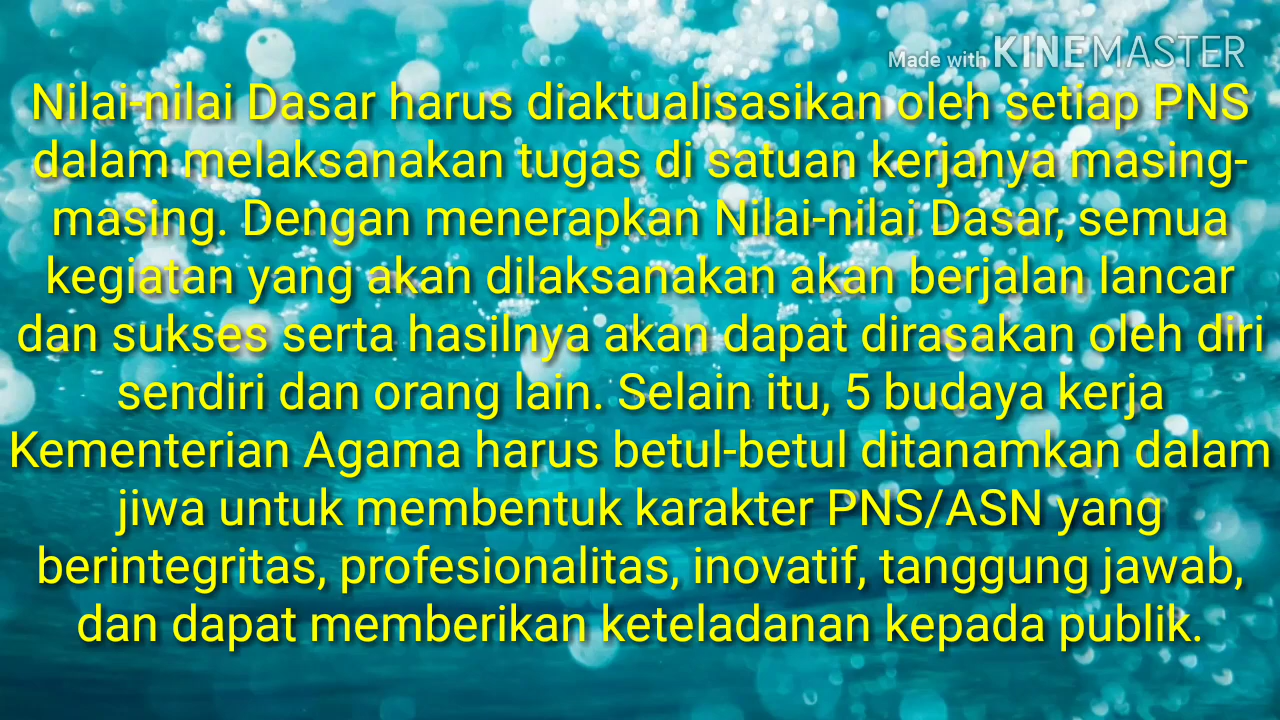 Made with KINEMASTER
Nilai-nilai Dasar harus diaktualisasikan oleh setiap PNS
dalam melaksanakan tugas di satuan kerjanya masing-
masing. Dengan menerapkan Nilai-nilai Dasar, semua
kegiatan yang akan dilaksanakan akan berjalan lancar
dan sukses serta hasilnya akan dapat dirasakan oleh diri
sendiri dan orang lain. Selain itu, 5 budaya kerja
Kementerian Agama harus betul-betul ditanamkan dalam
jiwa untuk membentuk karakter PNS/ASN yang
berintegritas, profesionalitas, inovatif, tanggung jawab,
dan dapat memberikan keteladanan kepada publik.